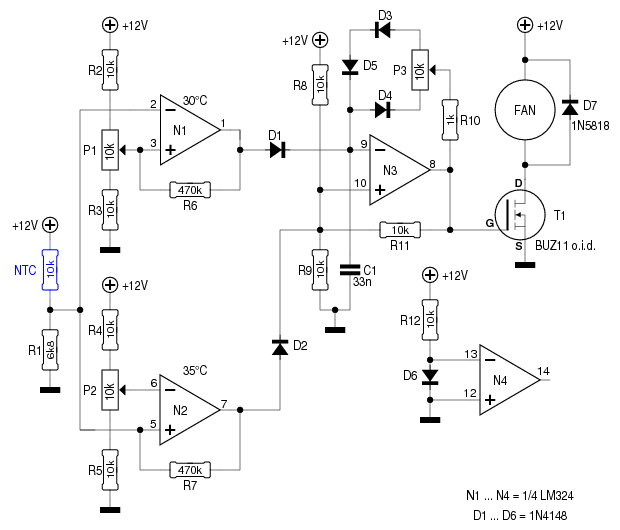 +12V
+12V
+12V
D3
R2
10k
D5
P3
10k
R8
10k
30°C
2
1
N1
3
D4
R10
1k
FAN
D7
1N5818
P1
10k
D1
9
8
N3
10
470k
R6
R3
10k
D
T1
G
S
BUZ11 o.i.d.
+12V
10k
R11
NTC
10k
R9
10k
C1
33n
+12V
+12V
R1
6k8
R4
10k
D2
R12
10k
35°C
P2
10k
6
7
N2
5
D6
13
14
N4
12
R5
10k
470k
R7
N1 ... N4 = 1/4 LM324
D1 ... D6 = 1N4148